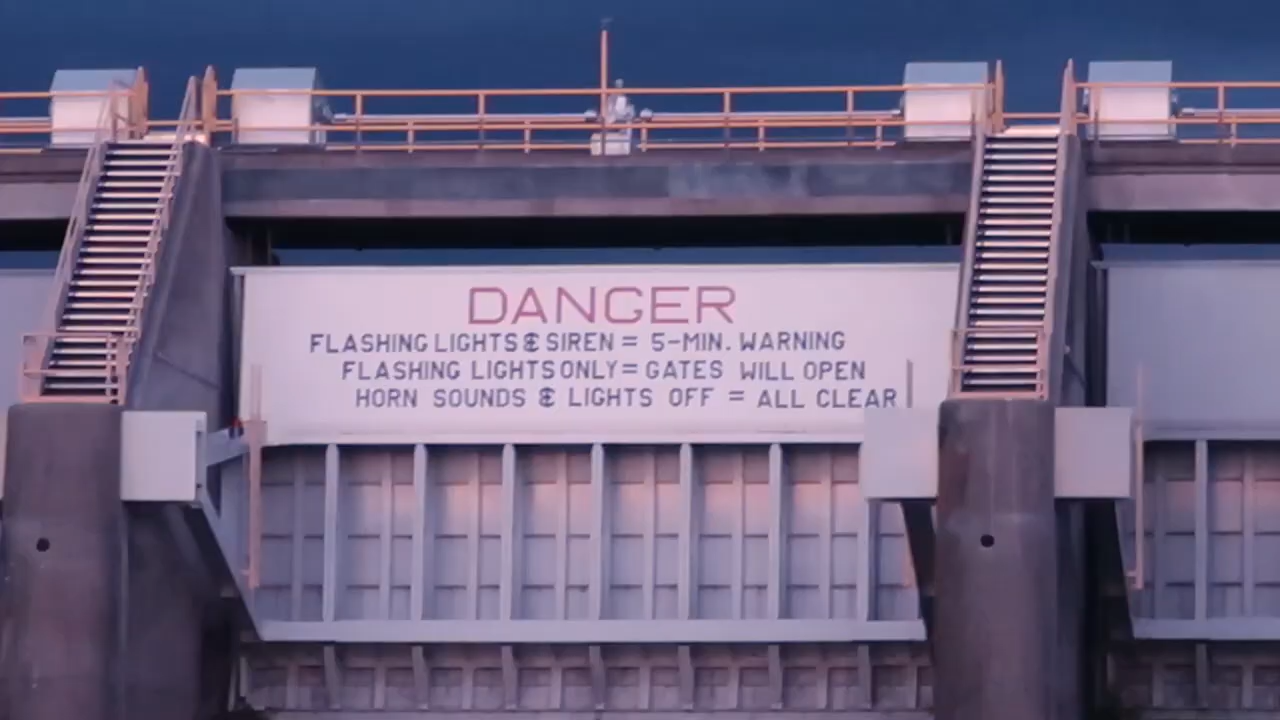 DANGER
FLASHING LIGHTS & SIREN = 5-MIN. WARNING
FLASHING LIGHTS ONLY = GATES WILL OPEN
HORN SOUNDS & LIGHTS OFF = ALL CLEAR